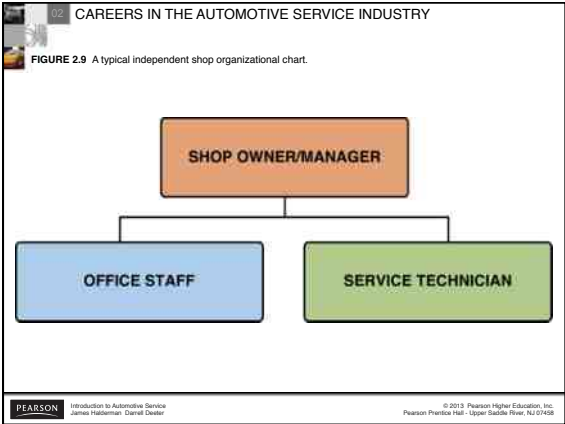 02 CAREERS IN THE AUTOMOTIVE SERVICE INDUSTRY
FIGURE 2.9 A typical independent shop organizational chart.
SHOP OWNER/MANAGER
OFFICE STAFF
SERVICE TECHNICIAN
PEARSON
Introduction to Automotive Service
James Halderman Darrell Deeter
© 2013 Pearson Higher Education, Inc.
Pearson Prentice Hall - Upper Saddle River, NJ 07458